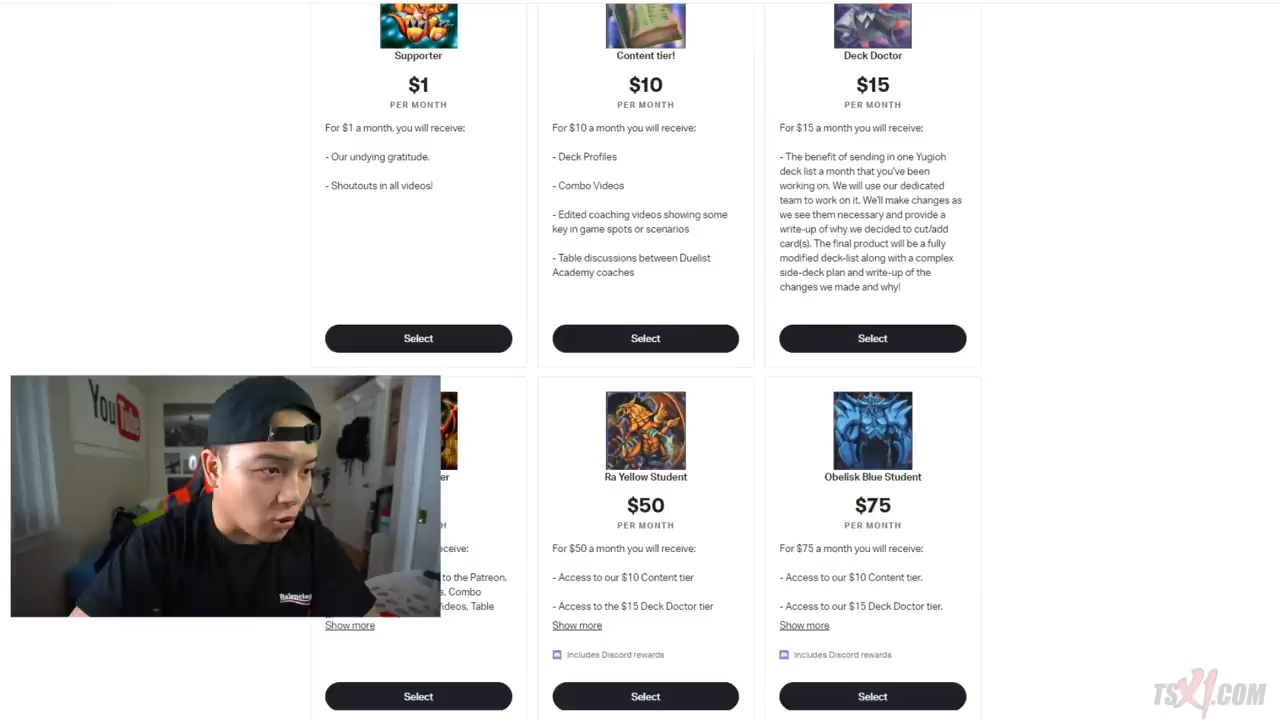 Supporter
$1
PER MONTH
For $1 a month, you will receive:
- Our undying gratitude.
- Shoutouts in all videos!
Select
Content tier!
$10
PER MONTH
For $10 a month you will receive:
- Deck Profiles
- Combo Videos
- Edited coaching videos showing some
key in game spots or scenarios
- Table discussions between Duelist
Academy coaches
Select
Deck Doctor
$15
PER MONTH
For $15 a month you will receive:
- The benefit of sending in one Yugioh
deck list a month that you've been
working on. We will use our dedicated
team to work on it. We'll make changes as
we see them necessary and provide a
write-up of why we decided to cut/add
card(s). The final product will be a fully
modified deck-list along with a complex
side-deck plan and write-up of the
changes we made and why!
Select
YouTube
er
H
ceive:
to the Patreon.
s, Combo
Videos, Table
Show more
Select
Ra Yellow Student
$50
PER MONTH
For $50 a month you will receive:
- Access to our $10 Content tier
- Access to the $15 Deck Doctor tier
Show more
Includes Discord rewards
Select
Obelisk Blue Student
$75
PER MONTH
For $75 a month you will receive:
- Access to our $10 Content tier.
- Access to our $15 Deck Doctor tier.
Show more
Includes Discord rewards
Select
TSX1.COM